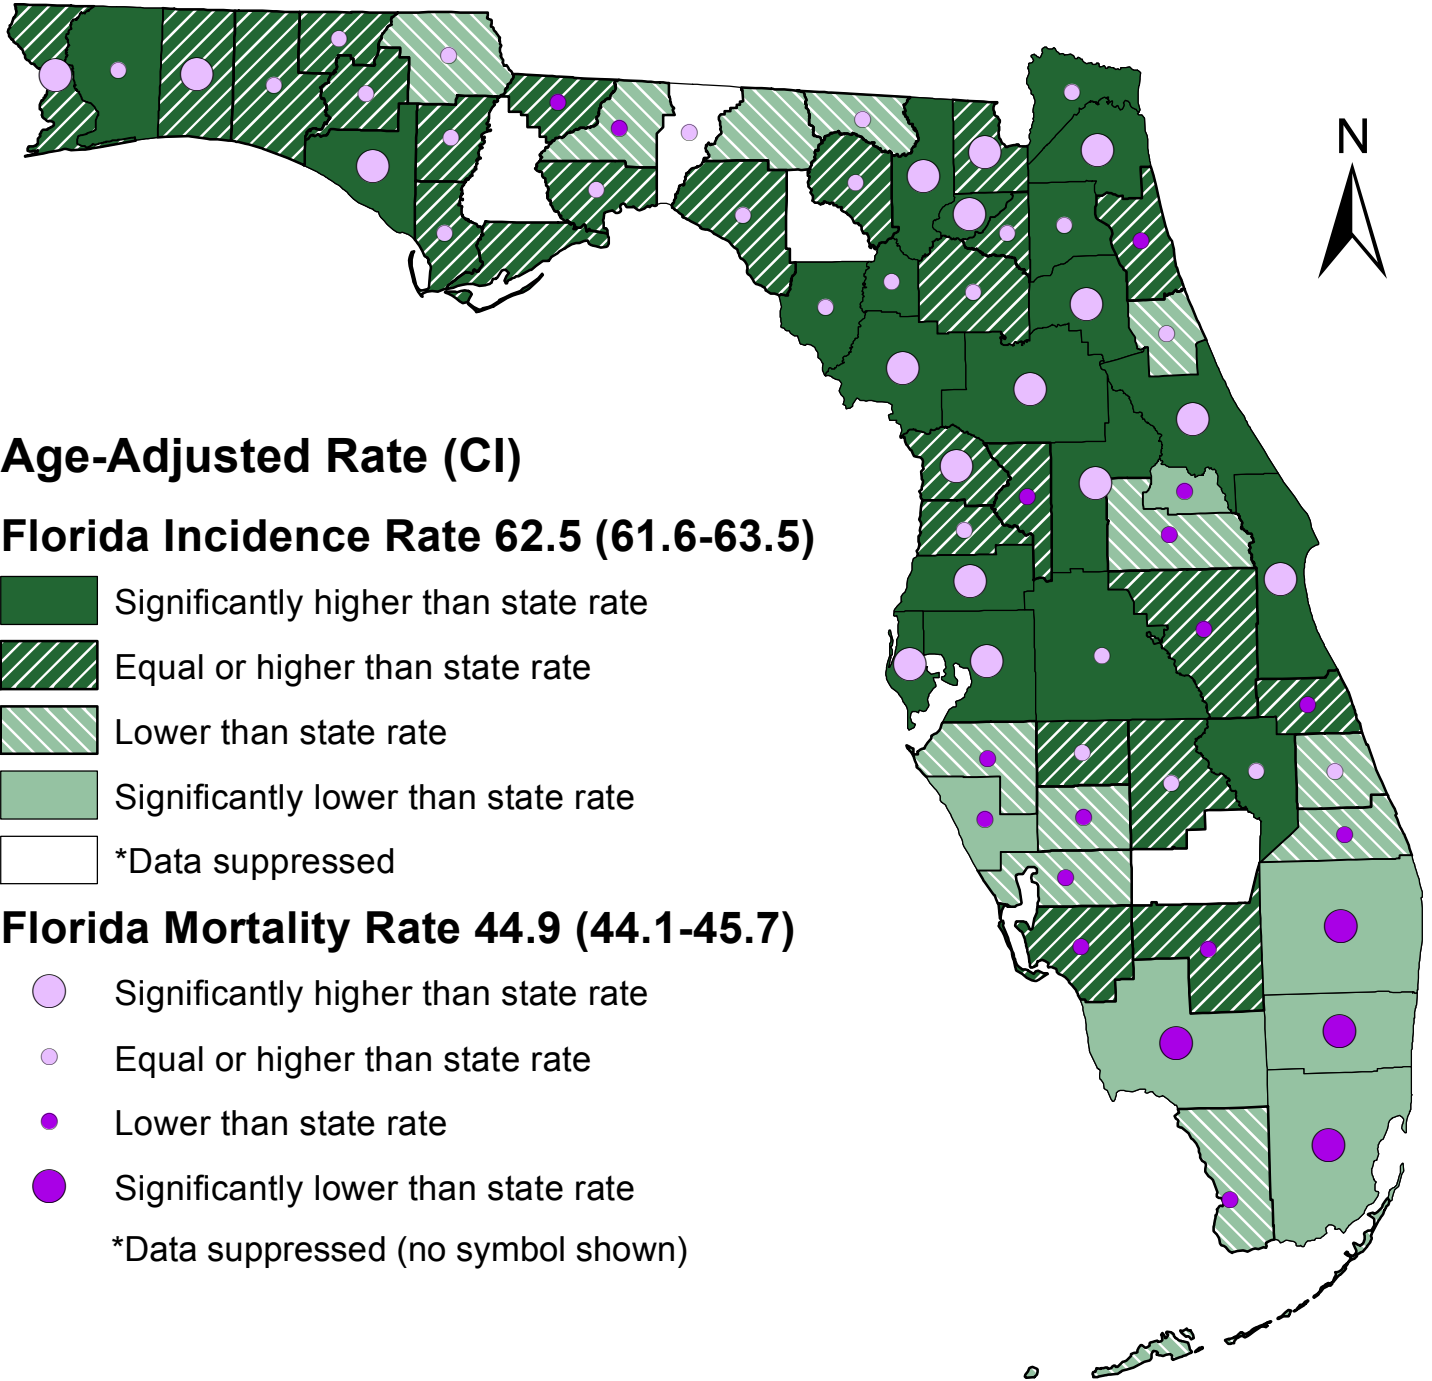 N
Age-Adjusted Rate (CI)
Florida Incidence Rate 62.5 (61.6-63.5)
Significantly higher than state rate
Equal or higher than state rate
Lower than state rate
Significantly lower than state rate
*Data suppressed
Florida Mortality Rate 44.9 (44.1-45.7)
Significantly higher than state rate
Equal or higher than state rate
Lower than state rate
Significantly lower than state rate
*Data suppressed (no symbol shown)